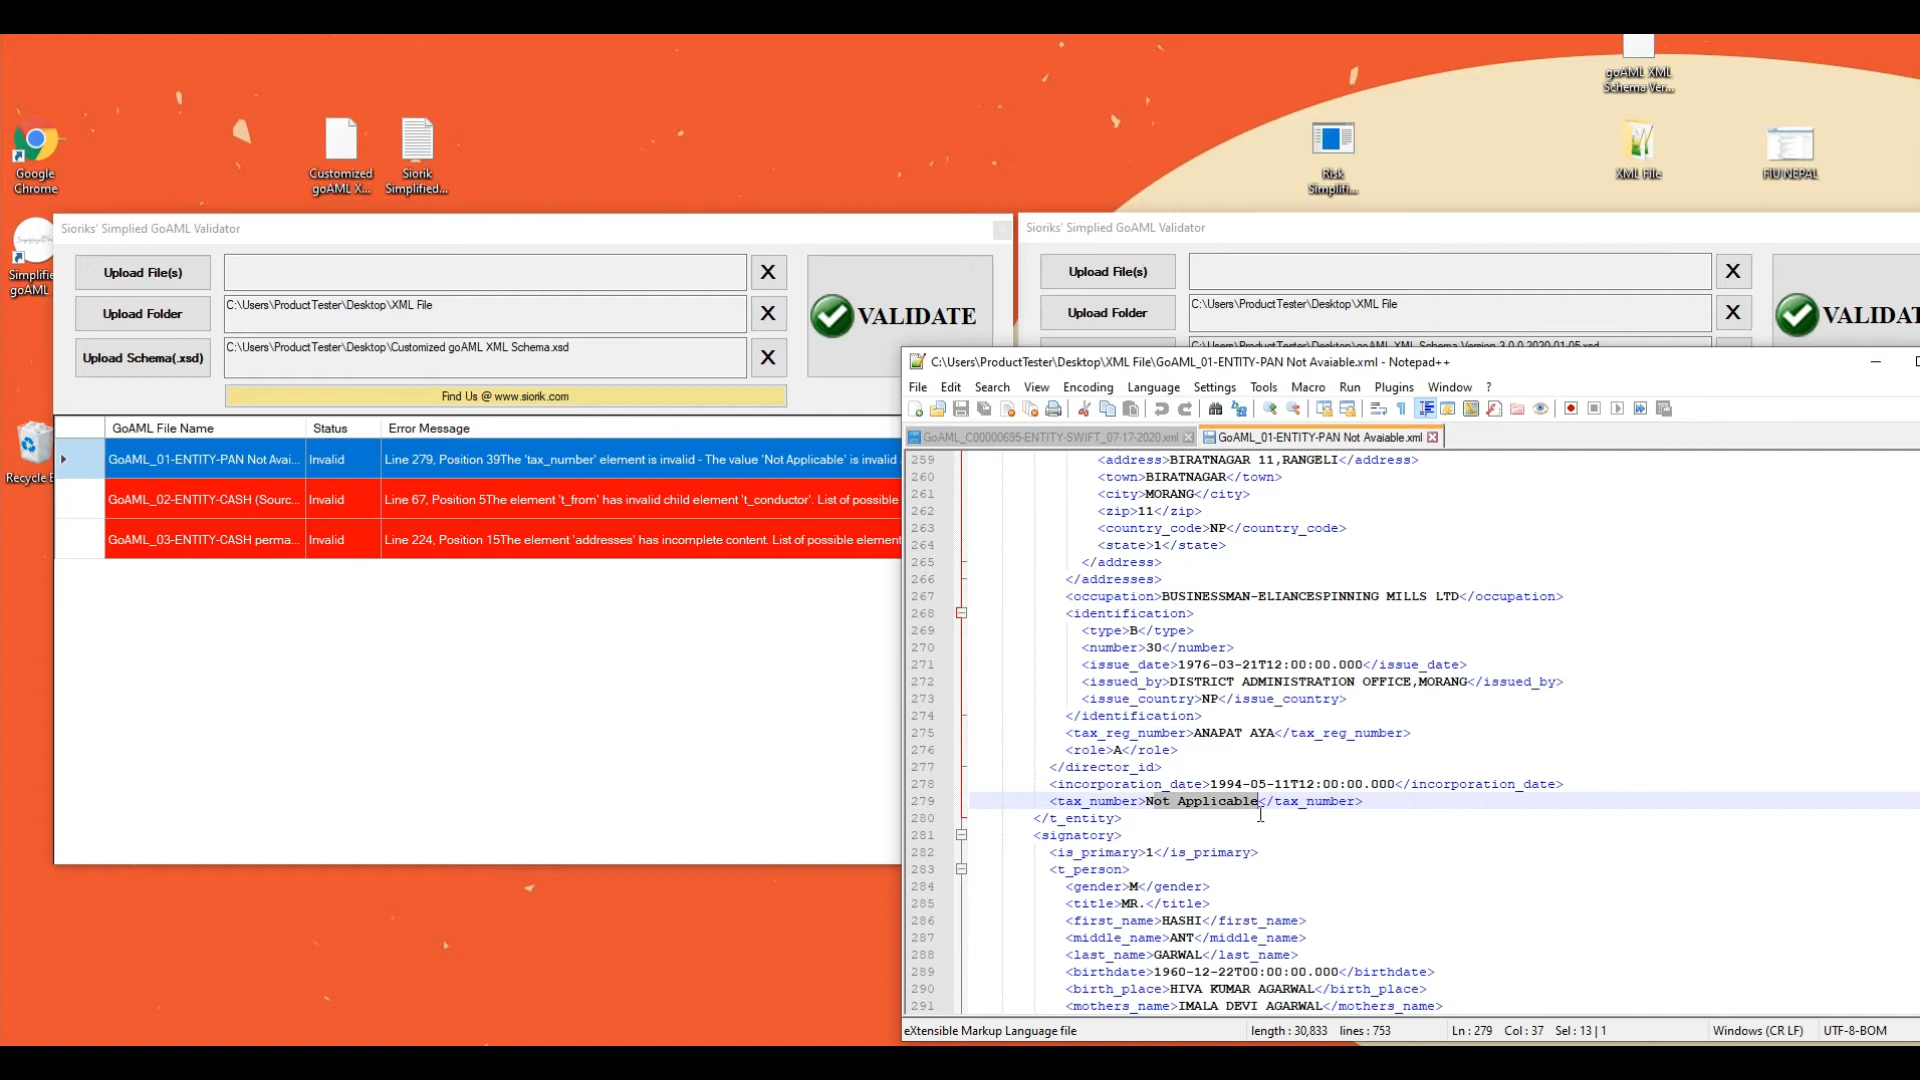 goAML XML
Schema Ver...
Google
Chrome
Customized
goAML X...
Siorik
Simplified...
Risk
Simplifi...
XML File
FIU NEPAL
Simplifie
goAML
Recycle B
Sioriks' Simplied GoAML Validator
Upload File(s)
X
Upload Folder
C:\Users\ProductTester\Desktop\XML File
X
VALIDATE
Upload Schema(.xsd)
C:\Users\ProductTester\Desktop\Customized goAML XML Schema.xsd
X
Find Us @ www.siorik.com
GoAML File Name Status Error Message
GoAML_01-ENTITY-PAN Not Avai... Invalid Line 279, Position 39The 'tax_number' element is invalid - The value 'Not Applicable' is invalid
GoAML_02-ENTITY-CASH (Sourc... Invalid Line 67, Position 5The element 't_from' has invalid child element 't_conductor'. List of possible
GoAML_03-ENTITY-CASH perma... Invalid Line 224, Position 15The element 'addresses' has incomplete content. List of possible element
Sioriks' Simplied GoAML Validator
Upload File(s)
X
Upload Folder
C:\Users\ProductTester\Desktop\XML File
X
VALIDAT
C:\Users\ProductTester\Desktop\goAML XML Schema Version 3.0.0 2020-01-05.xsd
C:\Users\ProductTester\Desktop\XML File\GoAML_01-ENTITY-PAN Not Avaiable.xml - Notepad++
File Edit Search View Encoding Language Settings Tools Macro Run Plugins Window ?
GoAML_C00000695-ENTITY-SWIFT_07-17-2020.xml GoAML_01-ENTITY-PAN Not Avaiable.xml
259 <address>BIRATNAGAR 11,RANGELI</address>
260 <town>BIRATNAGAR</town>
261 <city>MORANG</city>
262 <zip>11</zip>
263 <country_code>NP</country_code>
264 <state>1</state>
265 </address>
266 </addresses>
267 <occupation>BUSINESSMAN-ELIANCESPINNING MILLS LTD</occupation>
268 <identification>
269 <type>B</type>
270 <number>30</number>
271 <issue_date>1976-03-21T12:00:00.000</issue_date>
272 <issued_by>DISTRICT ADMINISTRATION OFFICE,MORANG</issued_by>
273 <issue_country>NP</issue_country>
274 </identification>
275 <tax_reg_number>ANAPAT AYA</tax_reg_number>
276 <role>A</role>
277 </director_id>
278 <incorporation_date>1994-05-11T12:00:00.000</incorporation_date>
279 <tax_number>Not Applicable</tax_number>
280 </t_entity>
281 <signatory>
282 <is_primary>1</is_primary>
283 <t_person>
284 <gender>M</gender>
285 <title>MR.</title>
286 <first_name>HASHI</first_name>
287 <middle_name>ANT</middle_name>
288 <last_name>GARWAL</last_name>
289 <birthdate>1960-12-22T00:00:00.000</birthdate>
290 <birth_place>HIVA KUMAR AGARWAL</birth_place>
291 <mothers_name>IMALA DEVI AGARWAL</mothers_name>
eXtensible Markup Language file length : 30,833 lines : 753 Ln : 279 Col : 37 Sel : 13 | 1 Windows (CR LF) UTF-8-BOM